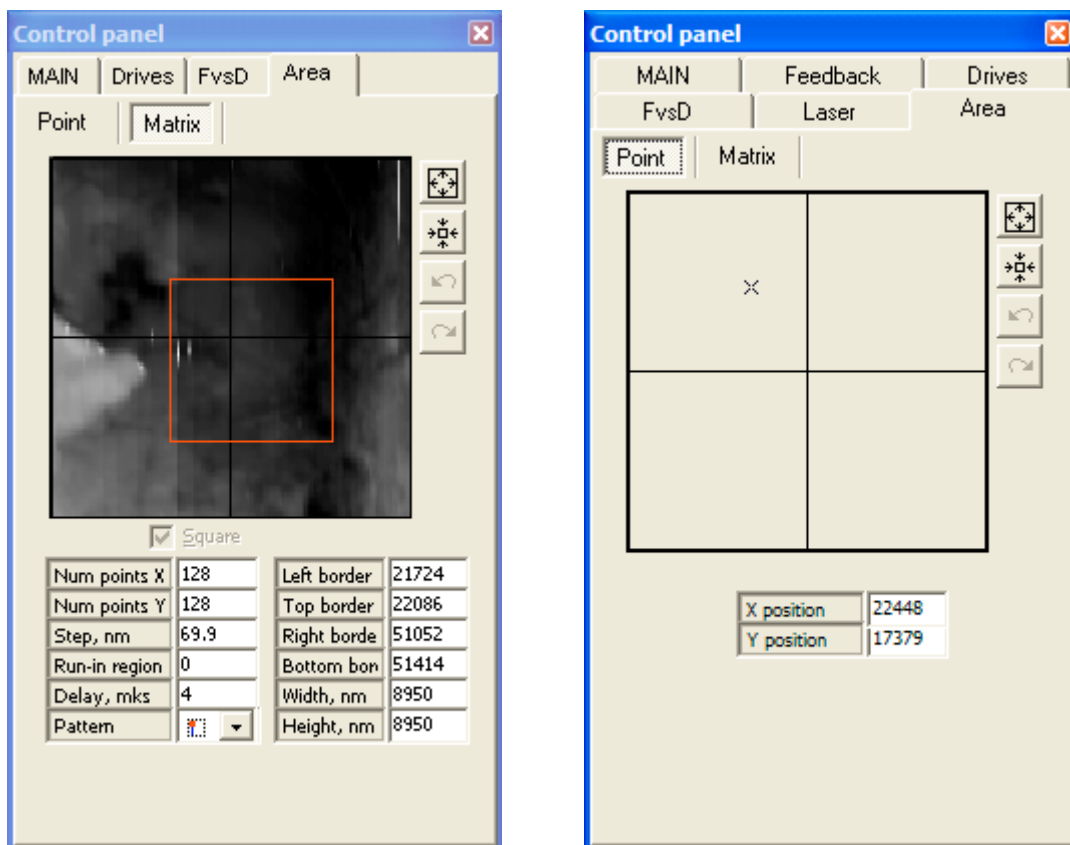 Control panel
MAIN Drives FvsD Area
Point Matrix
Square
Num points X 128
Num points Y 128
Step, nm 69.9
Run-in region 0
Delay, mks 4
Pattern
Left border 21724
Top border 22086
Right borde 51052
Bottom bor 51414
Width, nm 8950
Height, nm 8950
Control panel
MAIN Feedback Drives
FvsD Laser Area
Point Matrix
X position 22448
Y position 17379